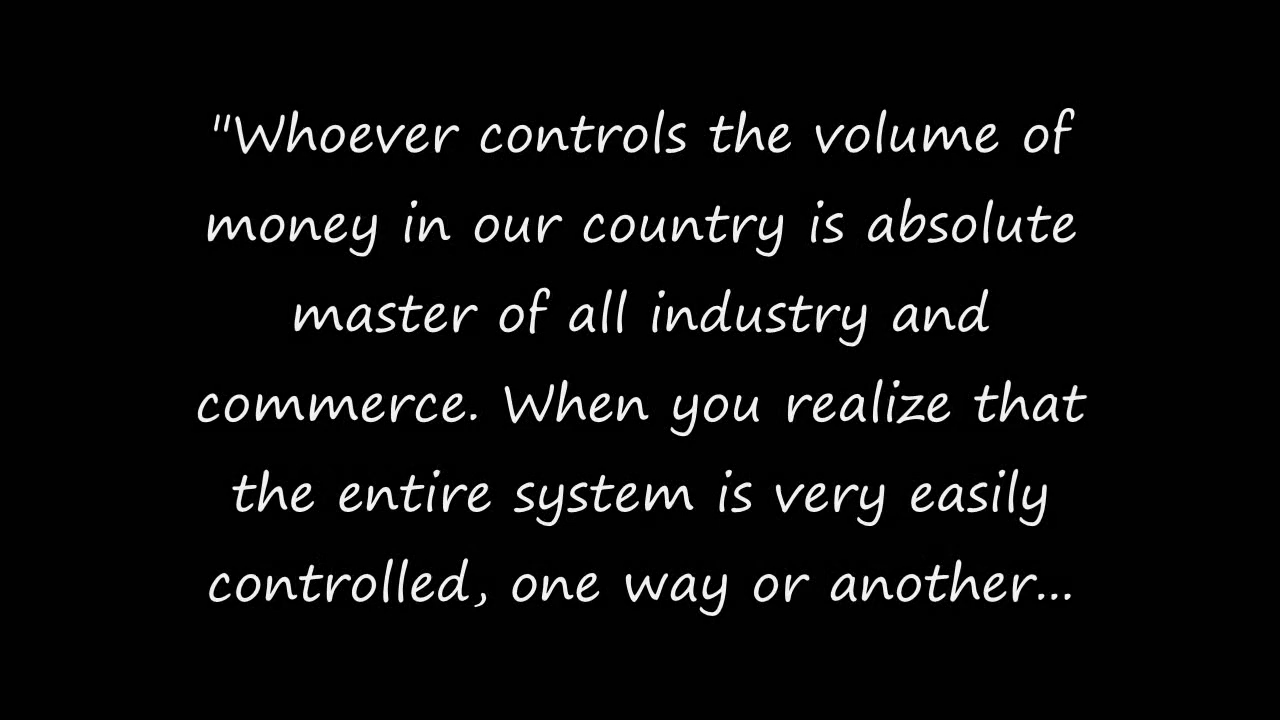 "Whoever controls the volume of
money in our country is absolute
master of all industry and
commerce. When you realize that
the entire system is very easily
controlled, one way or another...